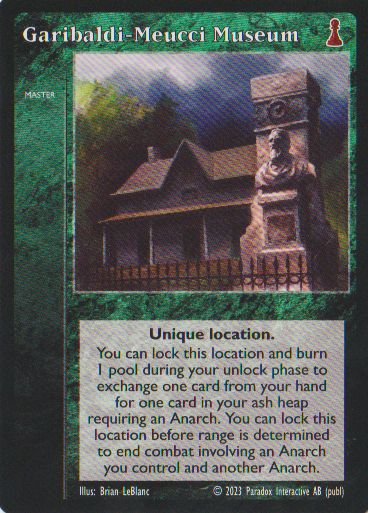 Garibaldi-Meucci Museum
MASTER
Unique location.
You can lock this location and burn
1 pool during your unlock phase to
exchange one card from your hand
for one card in your ash heap
requiring an Anarch. You can lock this
location before range is determined
to end combat involving an Anarch
you control and another Anarch.
Illus: Brian LeBlanc © 2023 Paradox Interactive AB (publ)